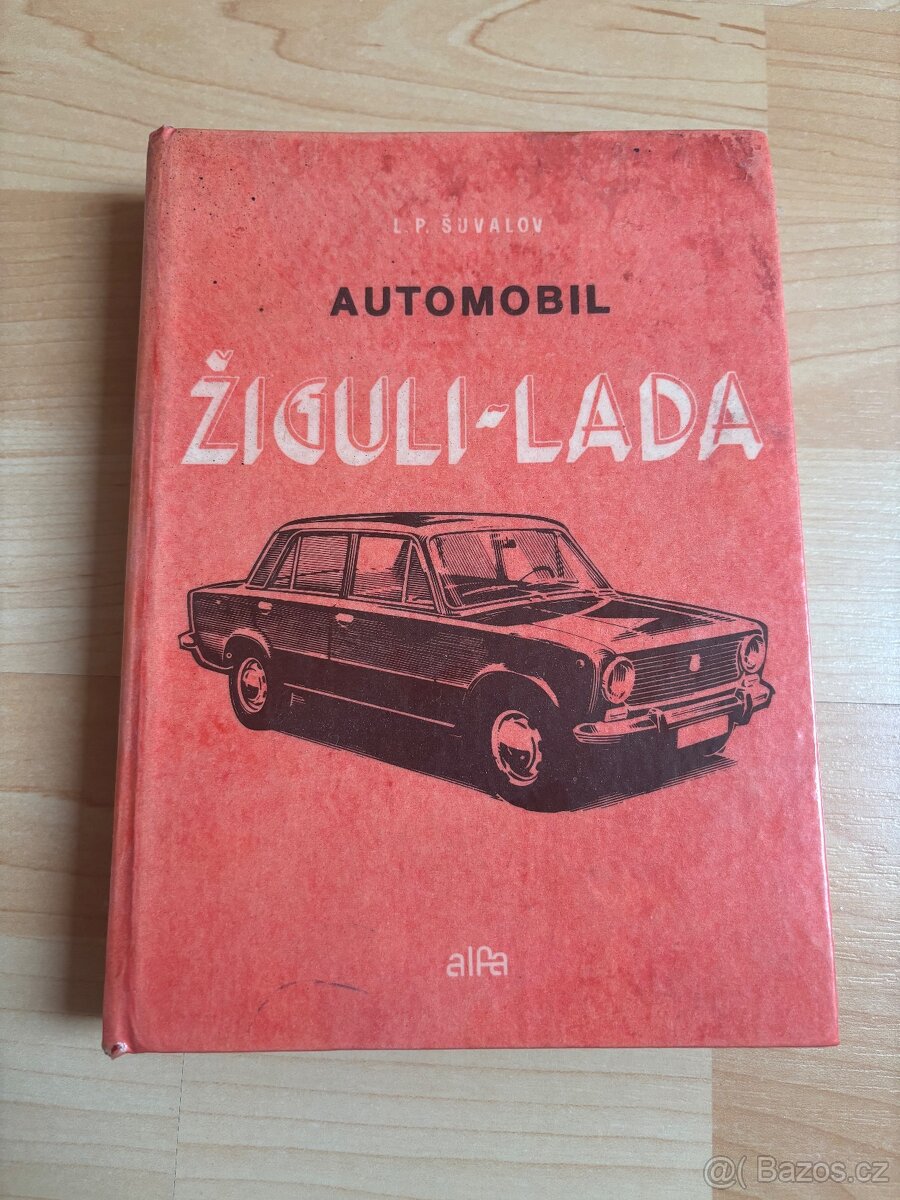 L. P. ŠUVALOV
AUTOMOBIL
ŽIGULI-LADA
alfa
@( Bazos.cz